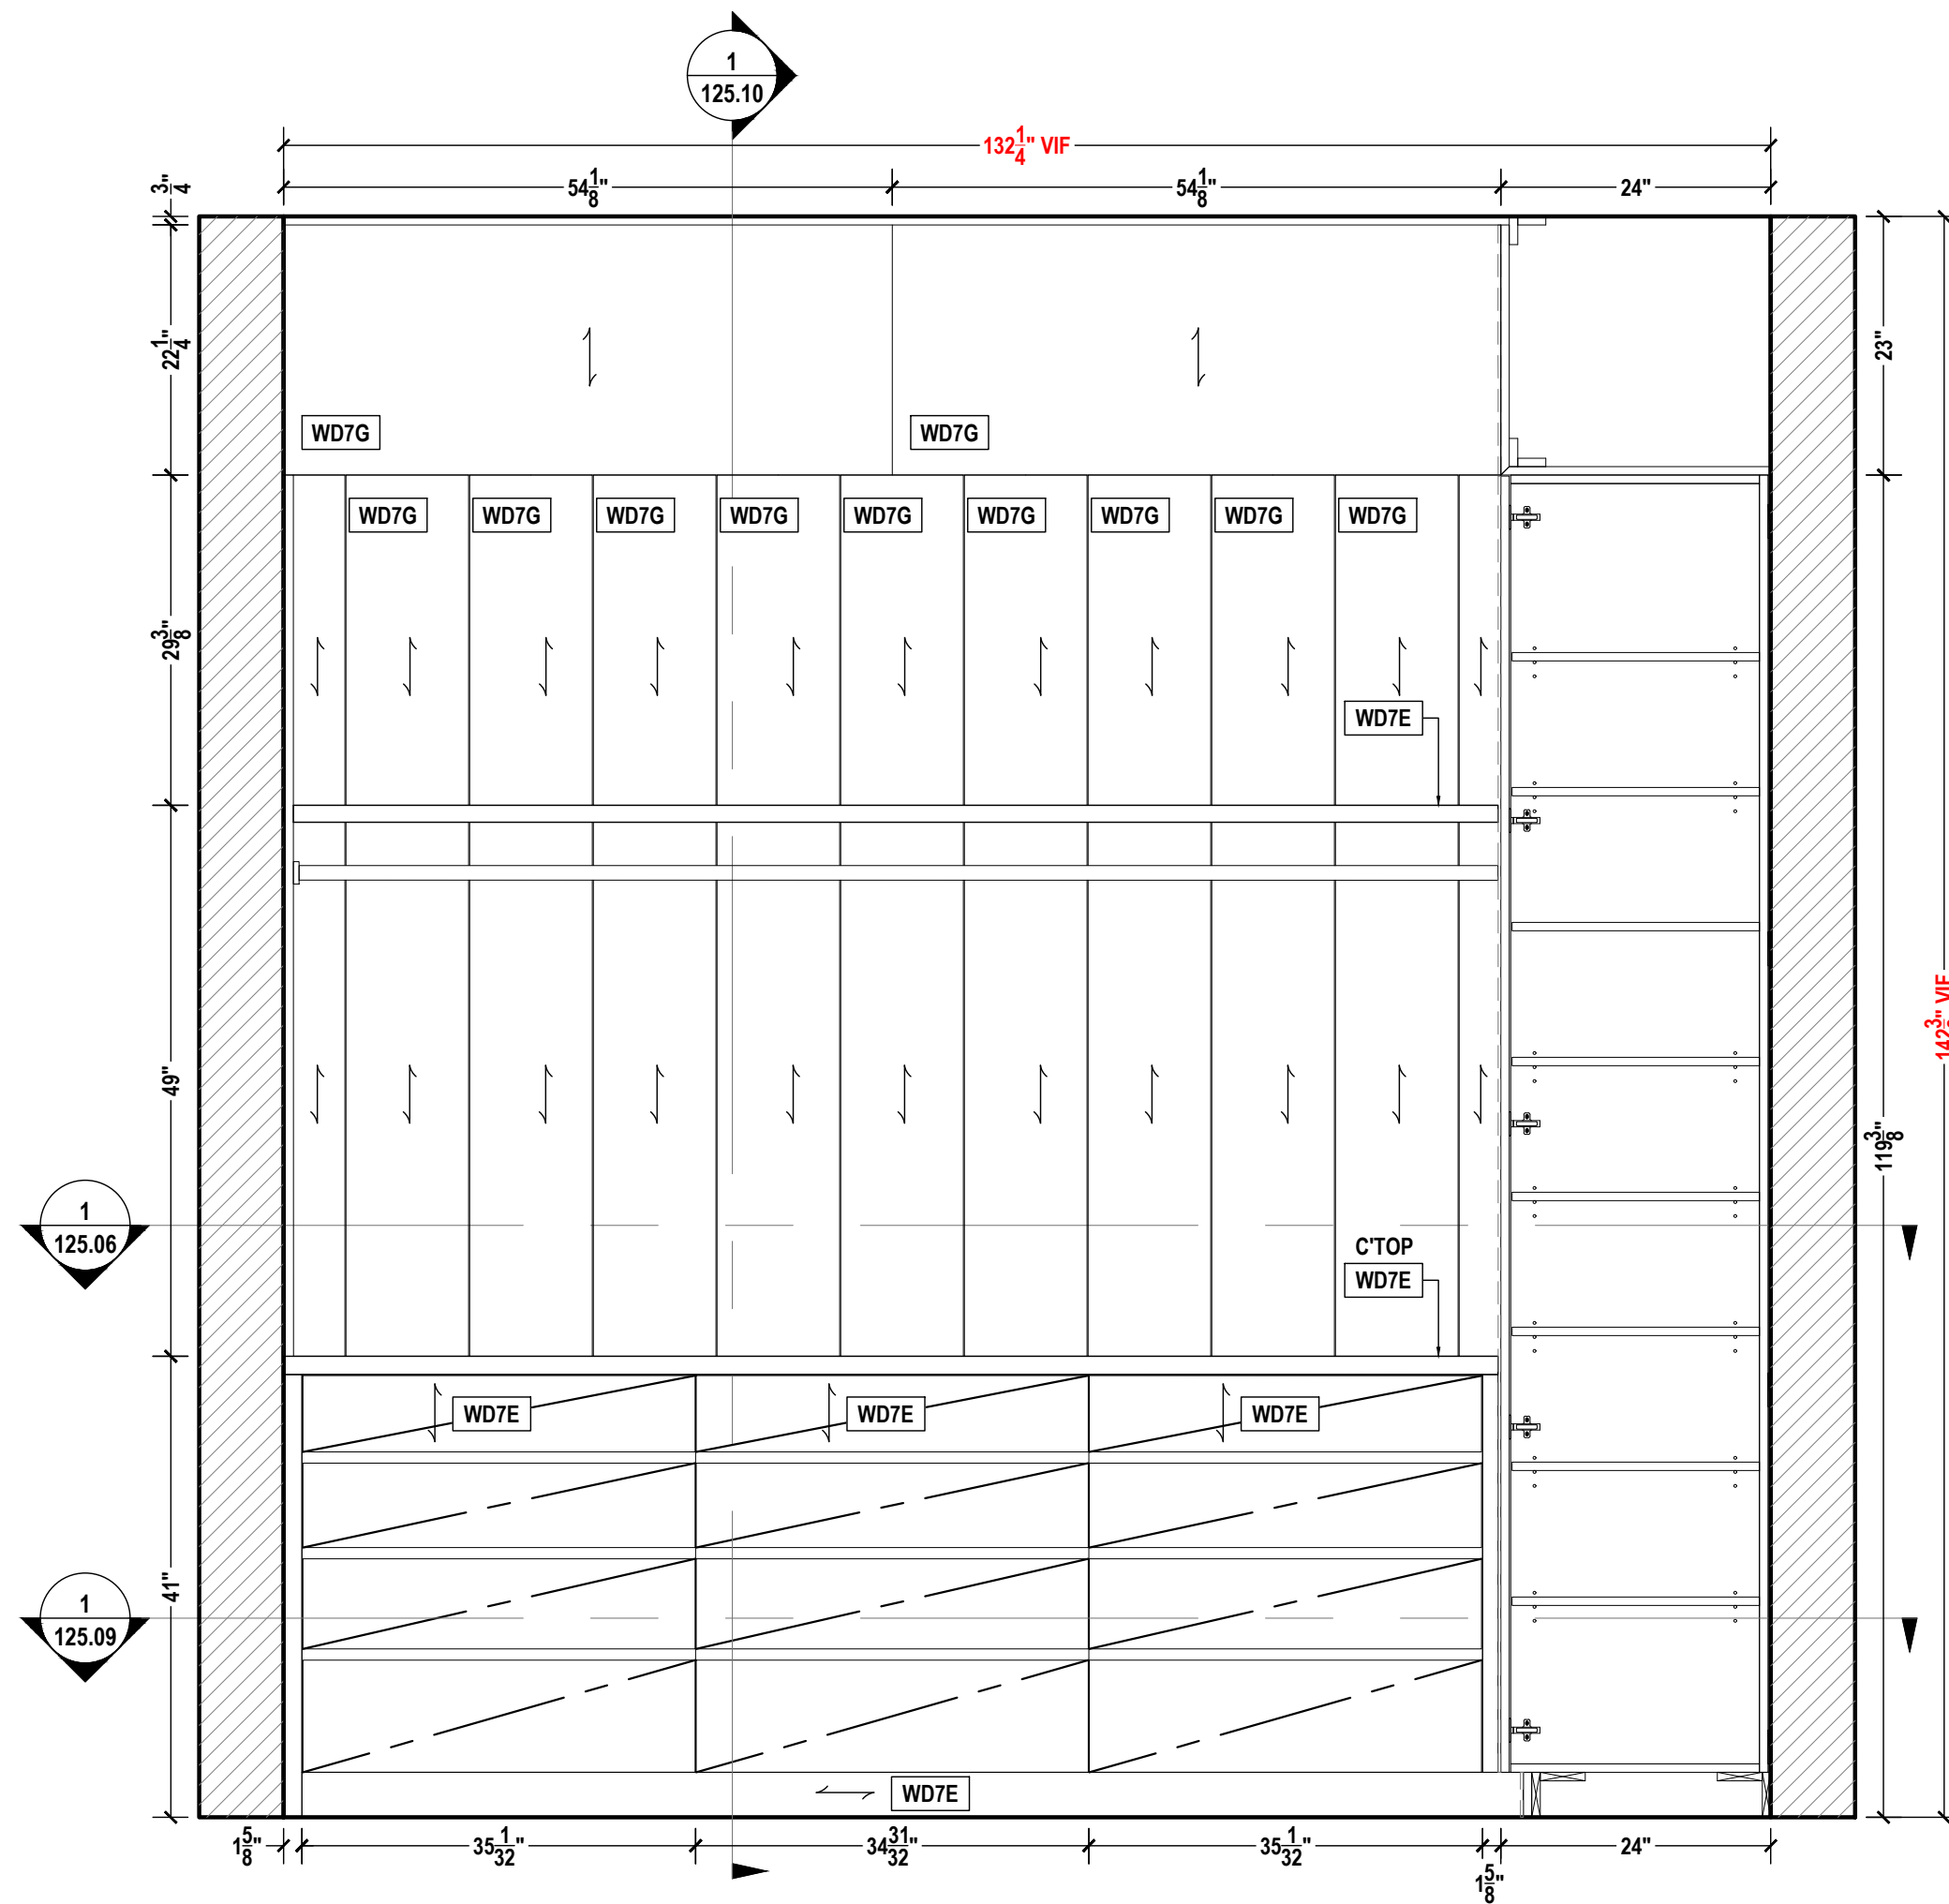 1
125.10
132 1/4" VIF
54 1/8"
54 1/8"
24"
3/4"
22 1/4"
23"
WD7G
WD7G
WD7G
WD7G
WD7G
WD7G
WD7G
WD7G
WD7G
WD7G
WD7G
29 3/8"
WD7E
142 3/" VIF
49"
119 3/8"
1
125.06
C'TOP
WD7E
WD7E
WD7E
WD7E
41"
1
125.09
WD7E
1 5/8"
35 1/32"
34 31/32"
35 1/32"
1 5/8"
24"